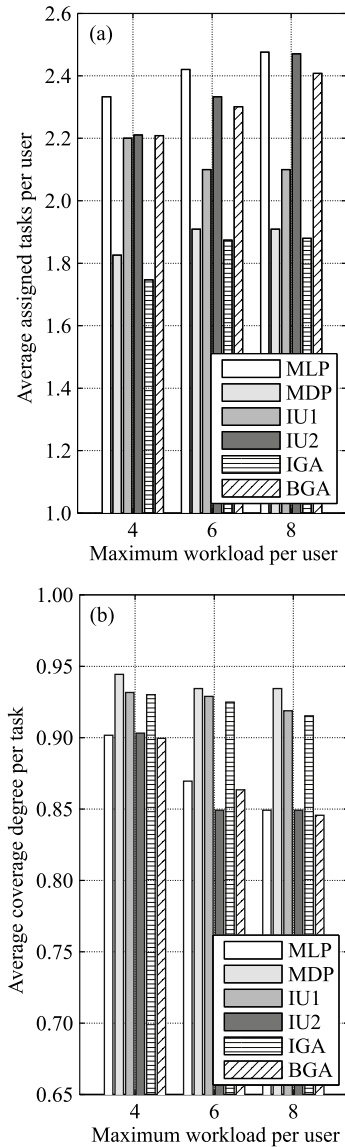 (a)
2.6
2.4
2.2
2.0
1.8
1.6
1.4
1.2
1.0
Average assigned tasks per user
MLP
MDP
IU1
IU2
IGA
BGA
4 6 8
Maximum workload per user
(b)
1.00
0.95
0.90
0.85
0.80
0.75
0.70
0.65
Average coverage degree per task
MLP
MDP
IU1
IU2
IGA
BGA
4 6 8
Maximum workload per user